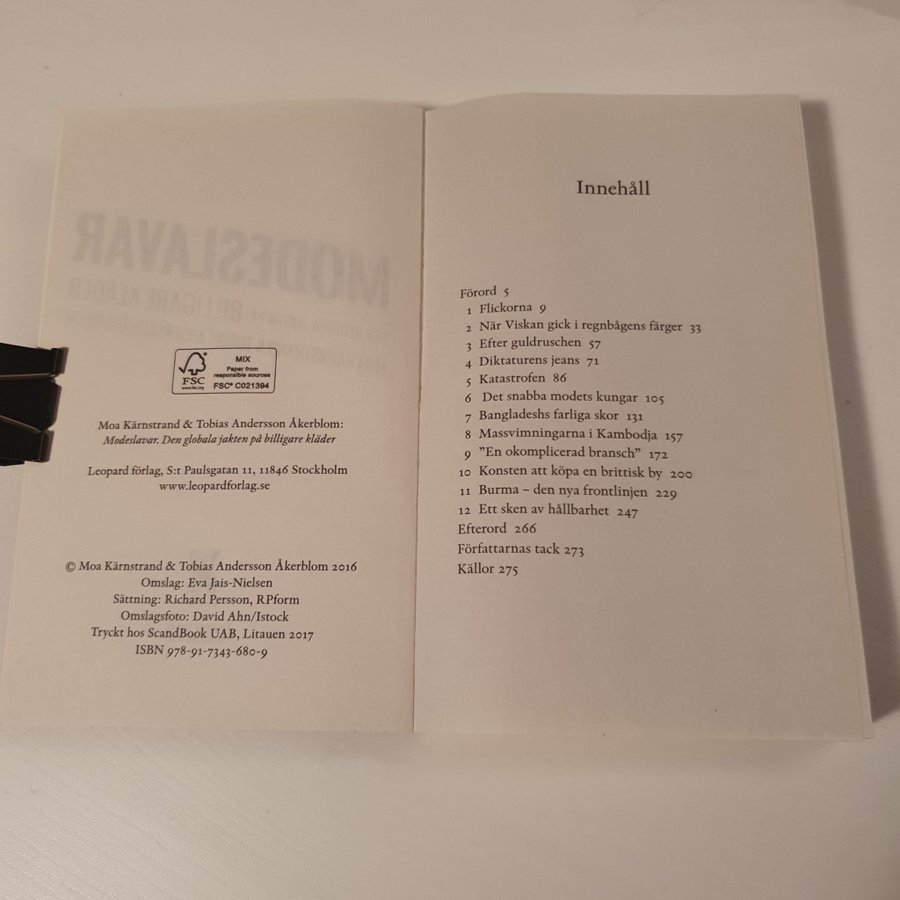 MODESLAVAR
FSC
www.fsc.org
MIX
Paper from
responsible sources
FSC® C021394
Moa Kärnstrand & Tobias Andersson Åkerblom:
Modeslavar. Den globala jakten på billigare kläder
Leopard förlag, S:t Paulsgatan 11, 11846 Stockholm
www.leopardforlag.se
© Moa Kärnstrand & Tobias Andersson Åkerblom 2016
Omslag: Eva Jais-Nielsen
Sättning: Richard Persson, RPform
Omslagsfoto: David Ahn/Istock
Tryckt hos ScandBook UAB, Litauen 2017
ISBN 978-91-7343-680-9
Innehåll
Förord 5
1 Flickorna 9
2 När Viskan gick i regnbågens färger 33
3 Efter guldruschen 57
4 Diktaturens jeans 71
5 Katastrofen 86
6 Det snabba modets kungar 105
7 Bangladeshs farliga skor 131
8 Massvimningarna i Kambodja 157
9 ”En okomplicerad bransch” 172
10 Konsten att köpa en brittisk by 200
11 Burma – den nya frontlinjen 229
12 Ett sken av hållbarhet 247
Efterord 266
Författarnas tack 273
Källor 275